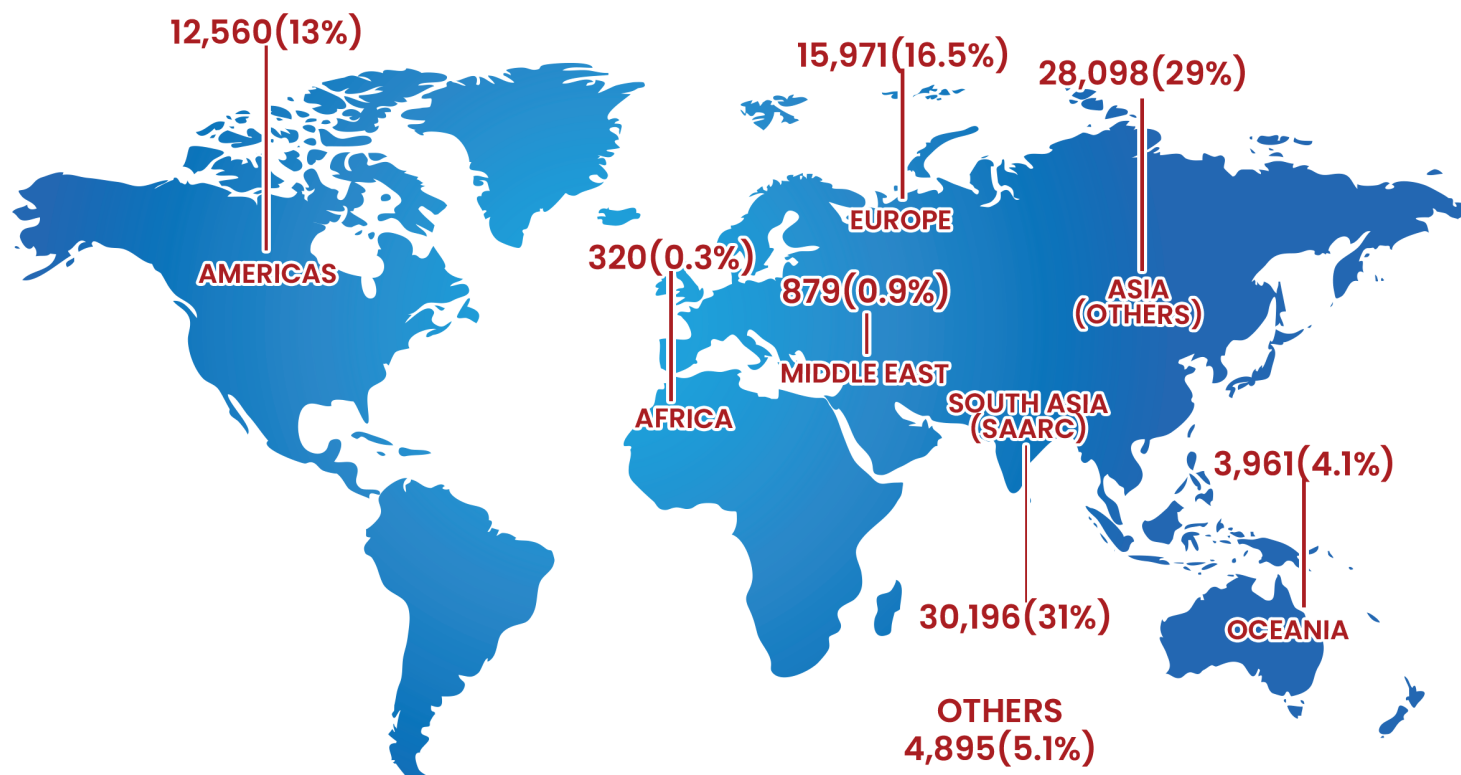 12,560(13%)
AMERICAS
15,971(16.5%)
EUROPE
28,098(29%)
ASIA
(OTHERS)
320(0.3%)
AFRICA
879(0.9%)
MIDDLE EAST
SOUTH ASIA
(SAARC)
30,196(31%)
3,961(4.1%)
OCEANIA
OTHERS
4,895(5.1%)